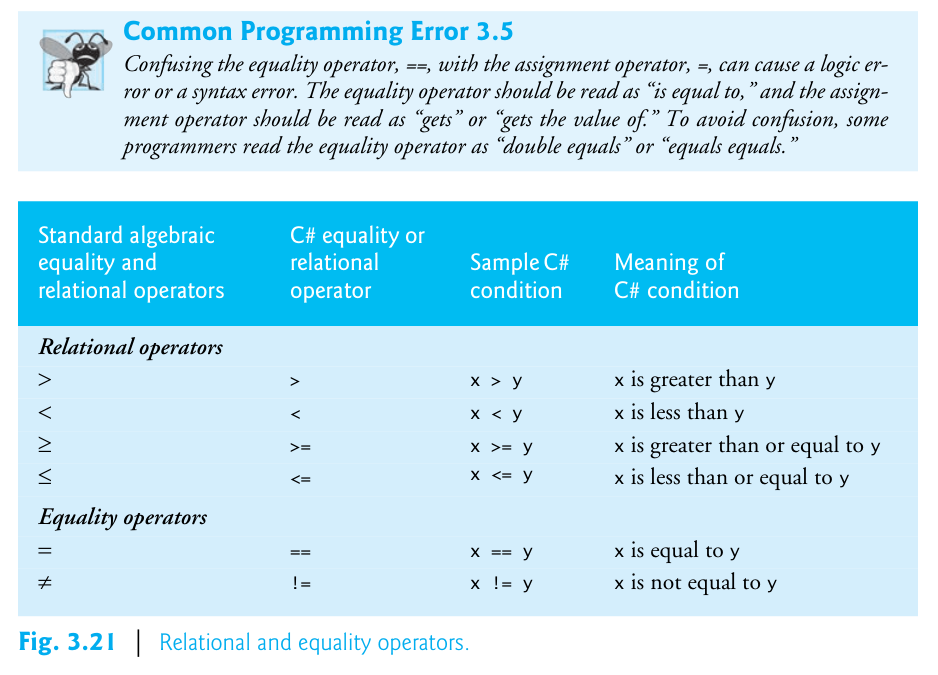 Common Programming Error 3.5
Confusing the equality operator, ==, with the assignment operator, =, can cause a logic er-
ror or a syntax error. The equality operator should be read as “is equal to,” and the assign-
ment operator should be read as “gets” or “gets the value of.” To avoid confusion, some
programmers read the equality operator as “double equals” or “equals equals.”
Standard algebraic
equality and
relational operators
C# equality or
relational
operator
Sample C#
condition
Meaning of
C# condition
Relational operators
> > x > y x is greater than y
< < x < y x is less than y
≥ >= x >= y x is greater than or equal to y
≤ <= x <= y x is less than or equal to y
Equality operators
= == x == y x is equal to y
≠ != x != y x is not equal to y
Fig. 3.21 | Relational and equality operators.